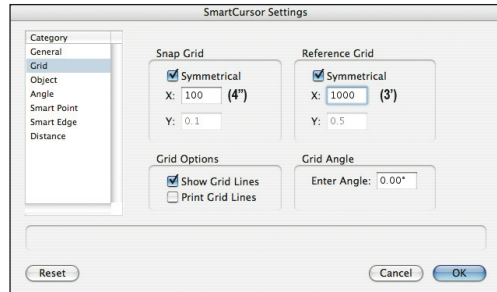 SmartCursor Settings
Category
General
Grid
Object
Angle
Smart Point
Smart Edge
Distance
Snap Grid
Symmetrical
X: 100 (4")
Y: 0.1
Reference Grid
Symmetrical
X: 1000 (3')
Y: 0.5
Grid Options
Show Grid Lines
Print Grid Lines
Grid Angle
Enter Angle: 0.00°
Reset
Cancel
OK